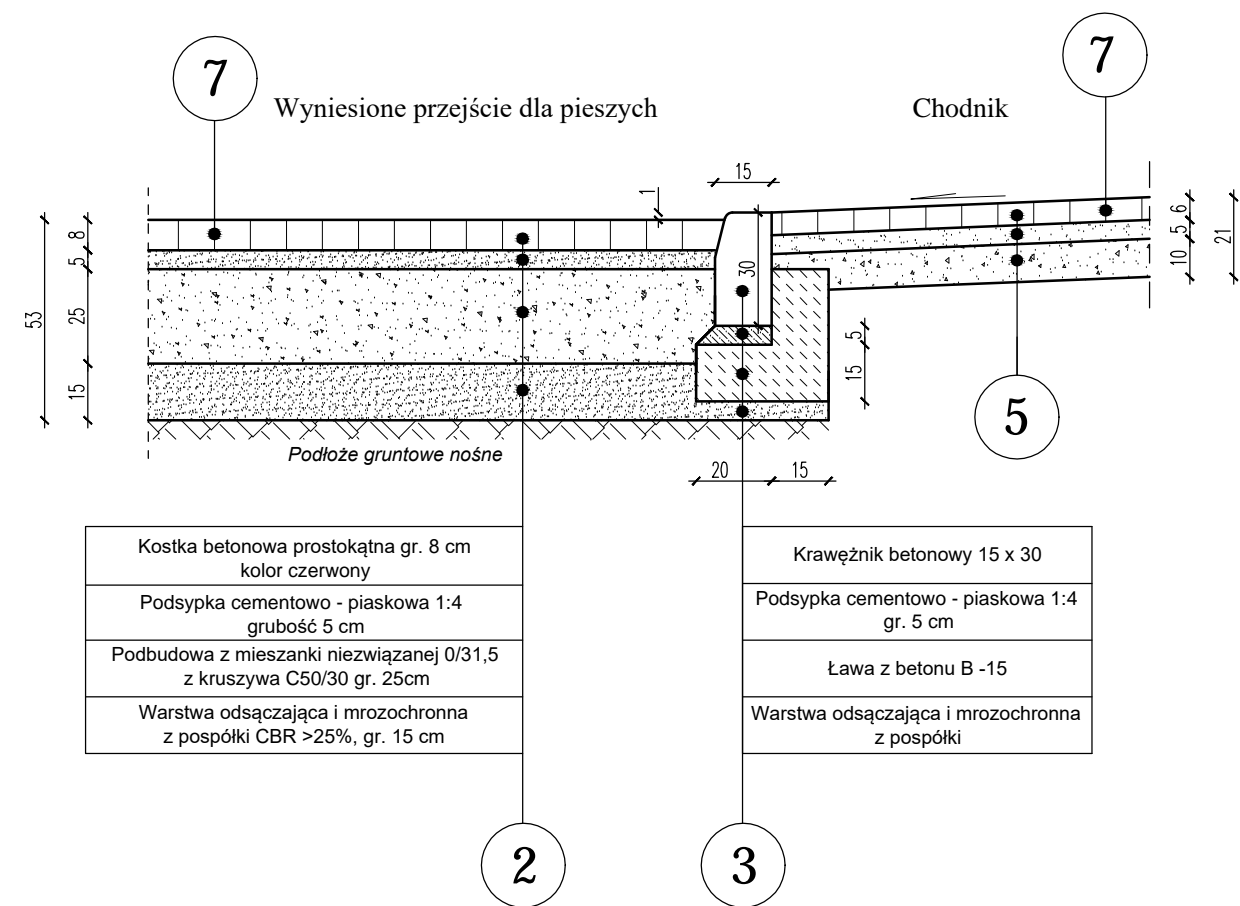 7
7
Wyniesione przejście dla pieszych
Chodnik
15
1
8
5
25
15
53
30
6
5
10
21
5
15
5
Podłoże gruntowe nośne
20
15
Kostka betonowa prostokątna gr. 8 cm
kolor czerwony
Podsypka cementowo - piaskowa 1:4
grubość 5 cm
Podbudowa z mieszanki niezwiązanej 0/31,5
z kruszywa C50/30 gr. 25cm
Warstwa odsączająca i mrozochronna
z pospółki CBR >25%, gr. 15 cm
Krawężnik betonowy 15 x 30
Podsypka cementowo - piaskowa 1:4
gr. 5 cm
Ława z betonu B -15
Warstwa odsączająca i mrozochronna
z pospółki
2
3